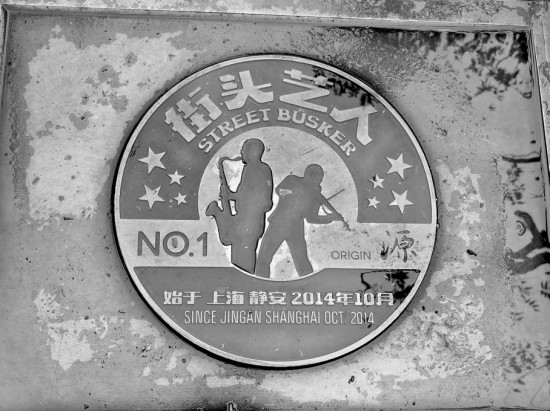 街头艺人
STREET BUSKER
NO.1
ORIGIN 源
始于 上海 静安 2014年10月
SINCE JINGAN SHANGHAI OCT. 2014